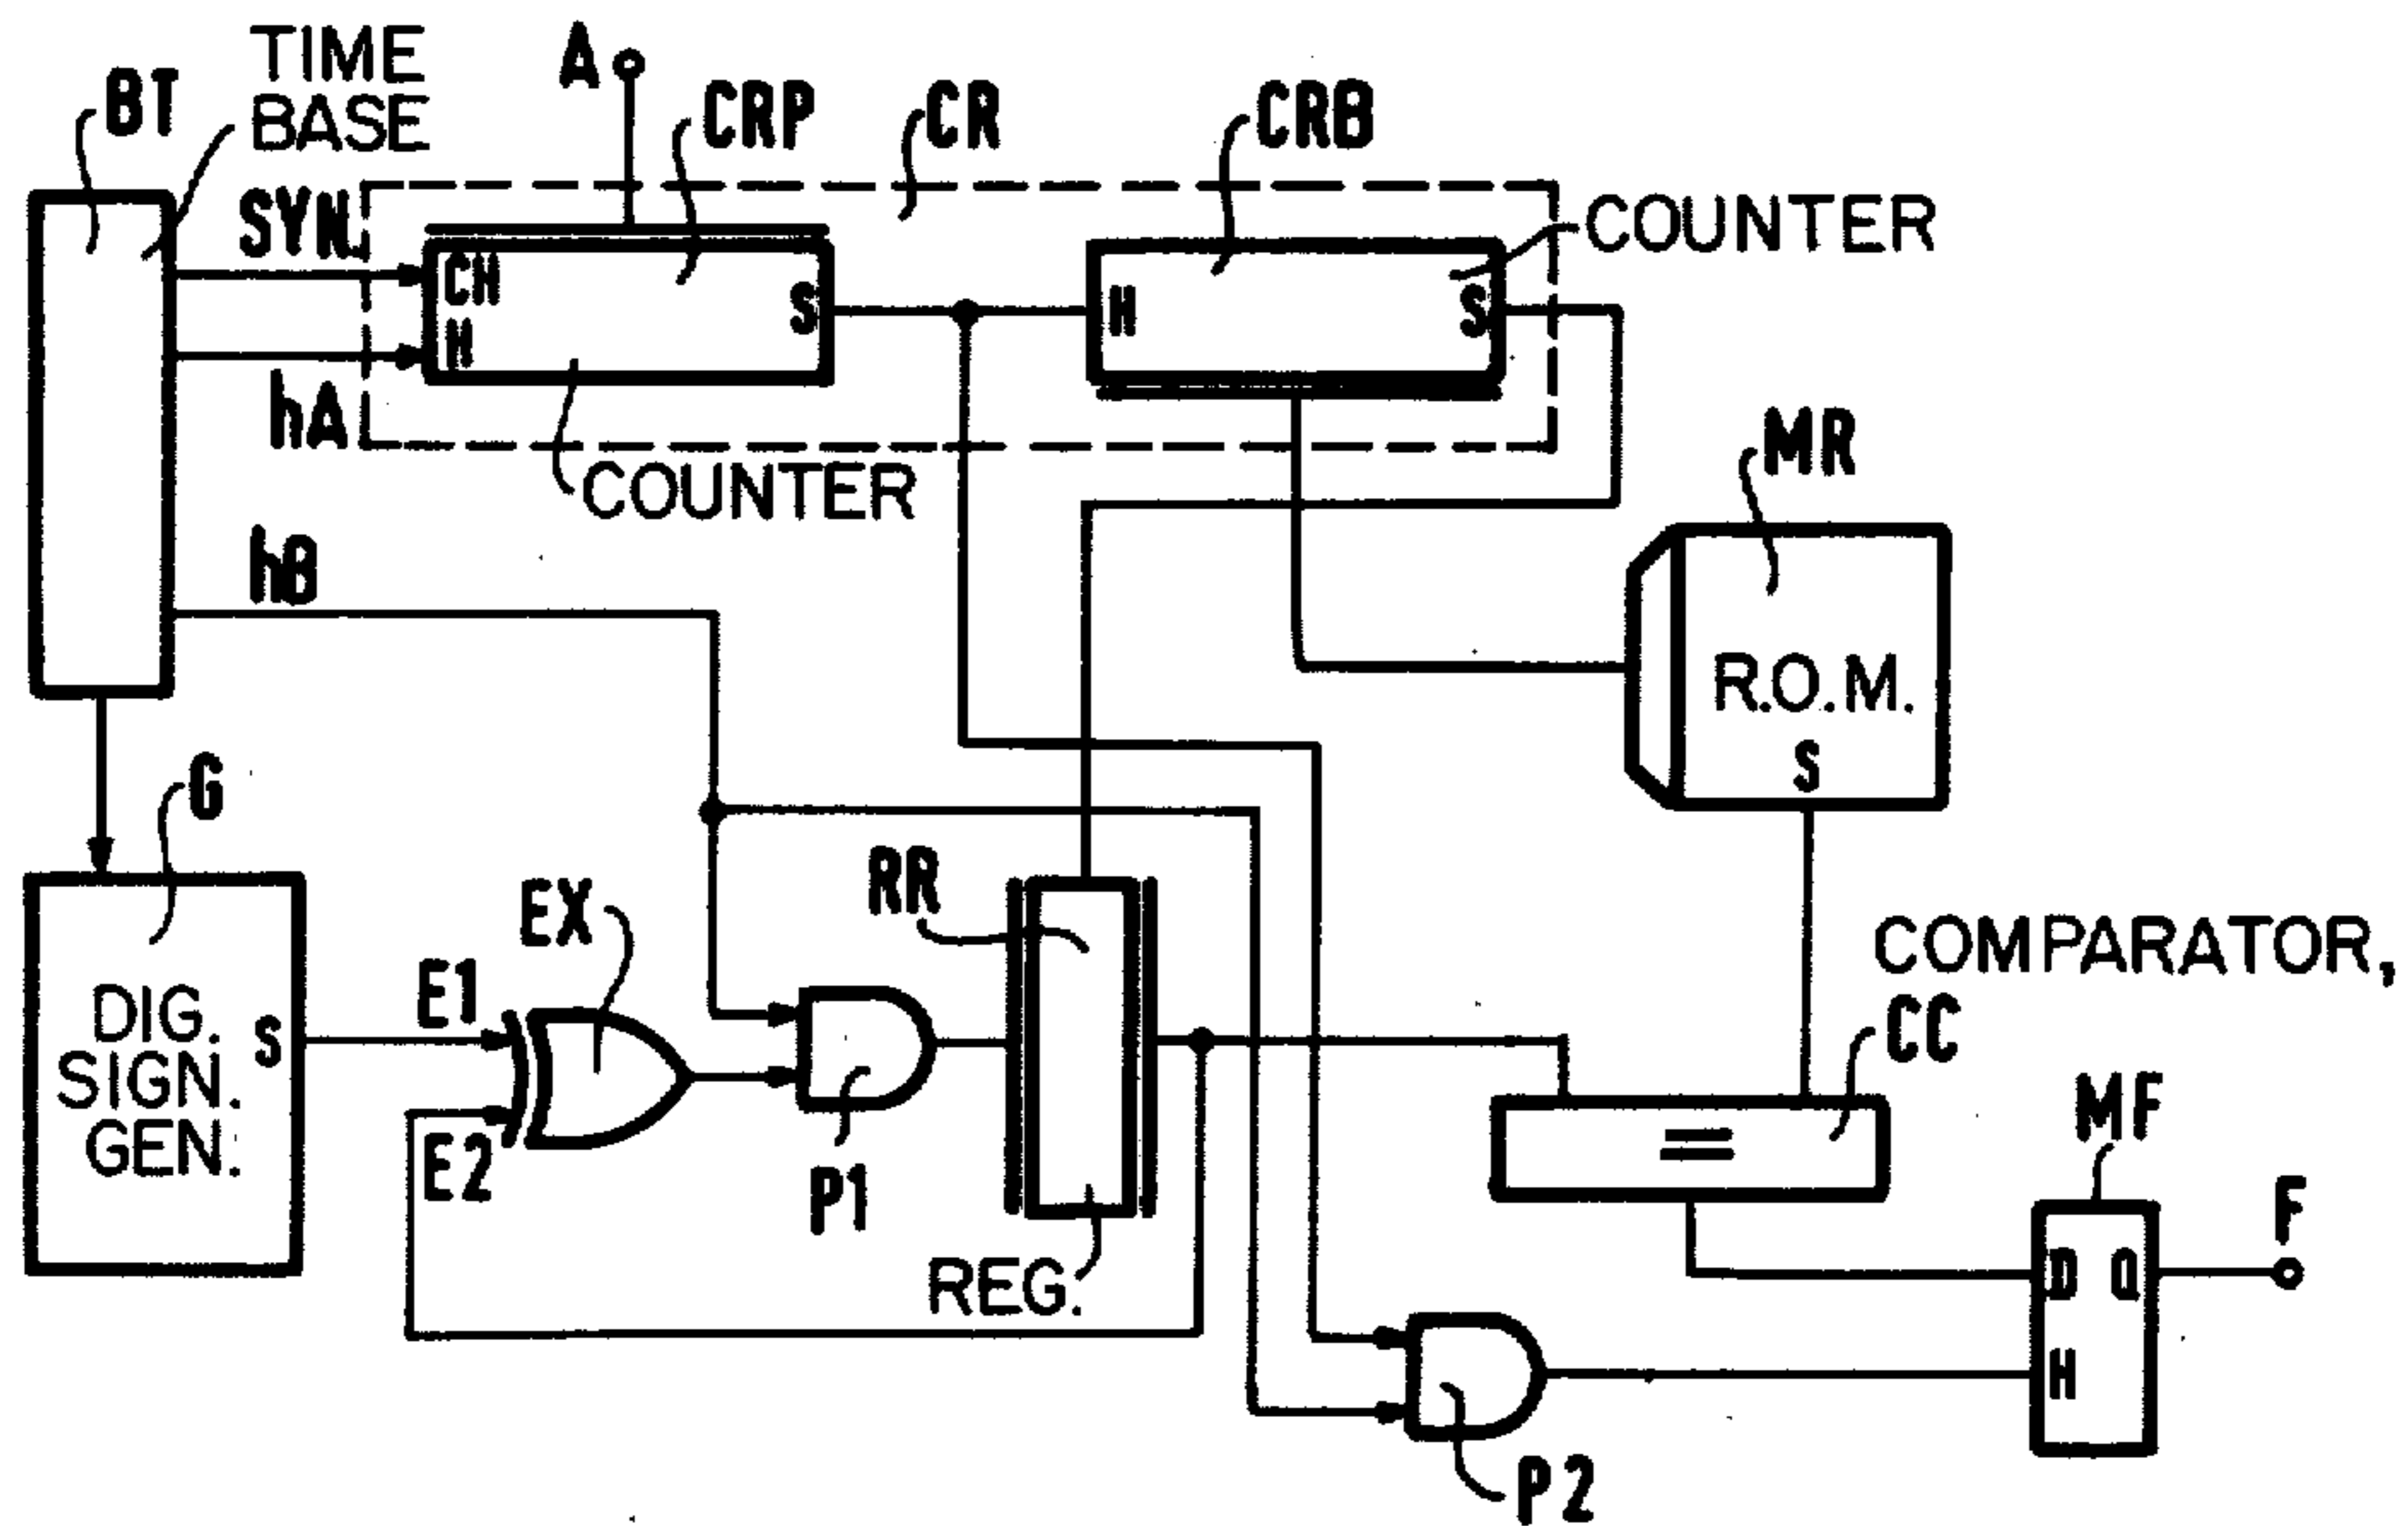 BT
TIME
BASE
A
CRP
CR
CRB
SYN
COUNTER
CH
H
S
H
S
hA
COUNTER
MR
hB
R.O.M.
S
G
RR
EX
COMPARATOR,
CC
E1
DIG.
SIGN.
GEN.
S
E2
P1
=
MF
F
REG.
D Q
H
P2